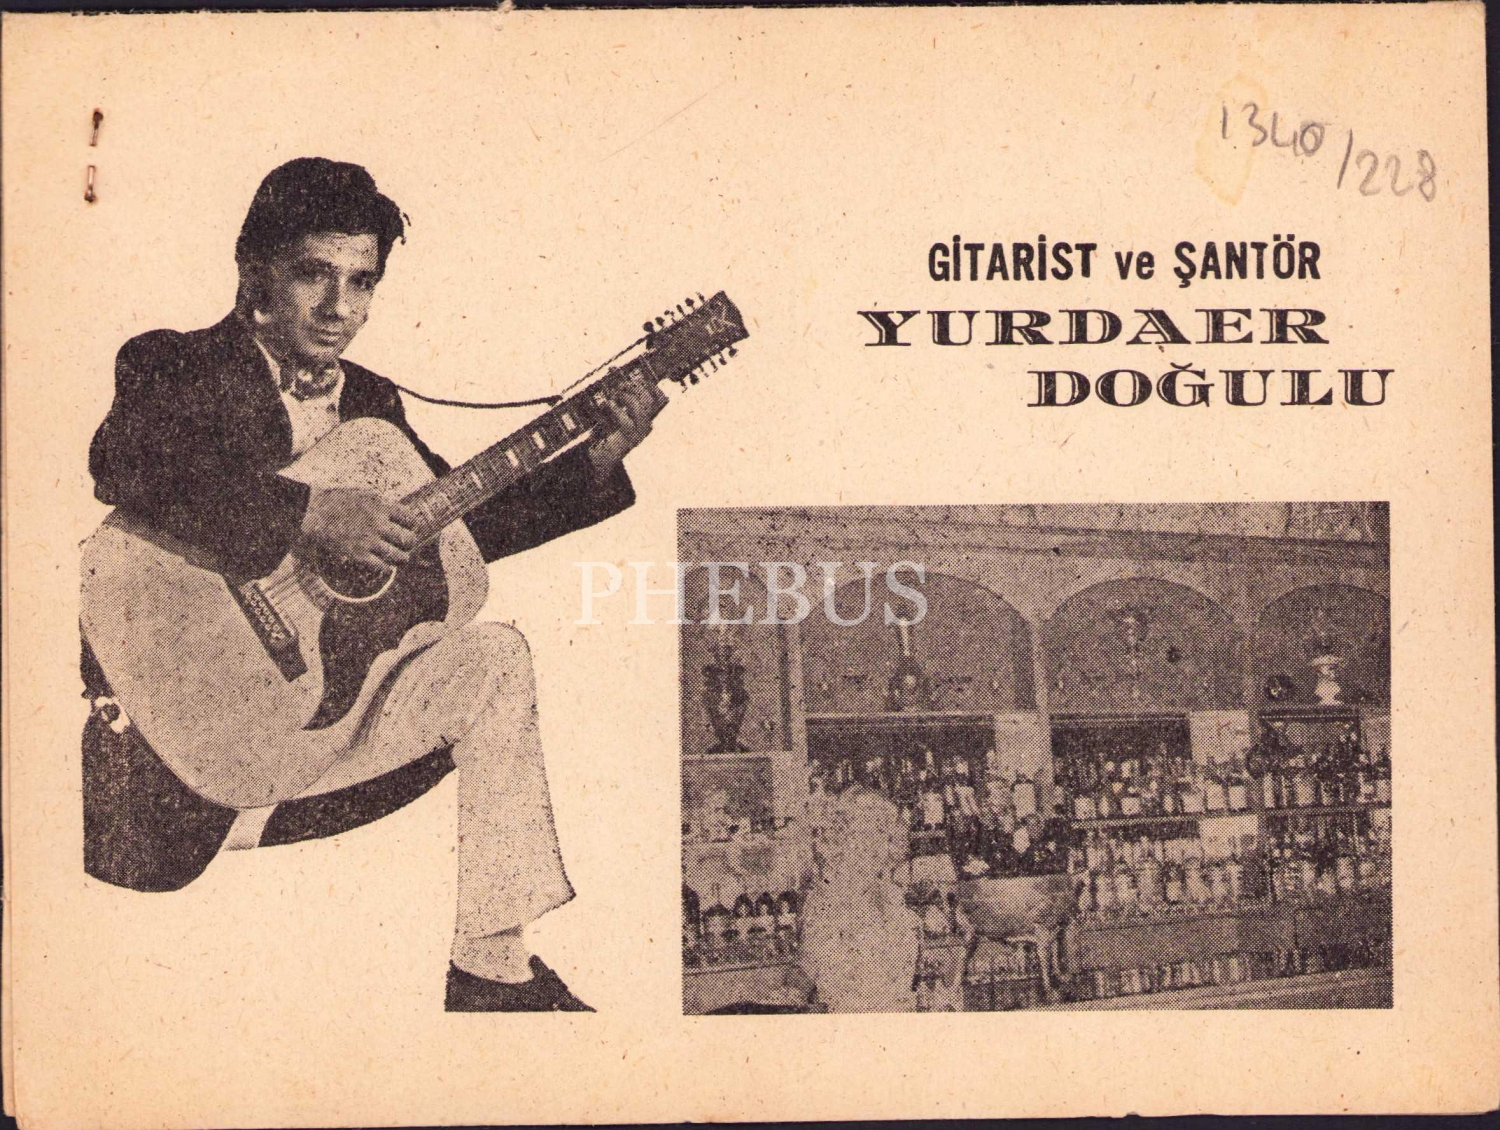 1340/228
GİTARİST ve ŞANTÖR
YURDAER
DOĞULU
PHEBUS